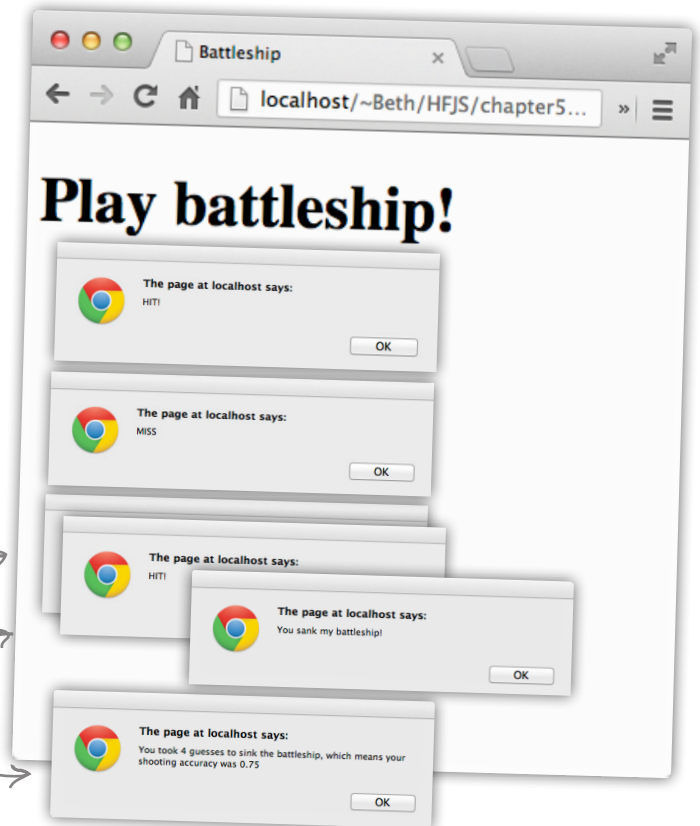 Battleship
localhost/~Beth/HFJS/chapter5...
»
Play battleship!
The page at localhost says:
HIT!
OK
The page at localhost says:
MISS
OK
The page at localhost says:
HIT!
The page at localhost says:
You sank my battleship!
OK
The page at localhost says:
You took 4 guesses to sink the battleship, which means your
shooting accuracy was 0.75
OK